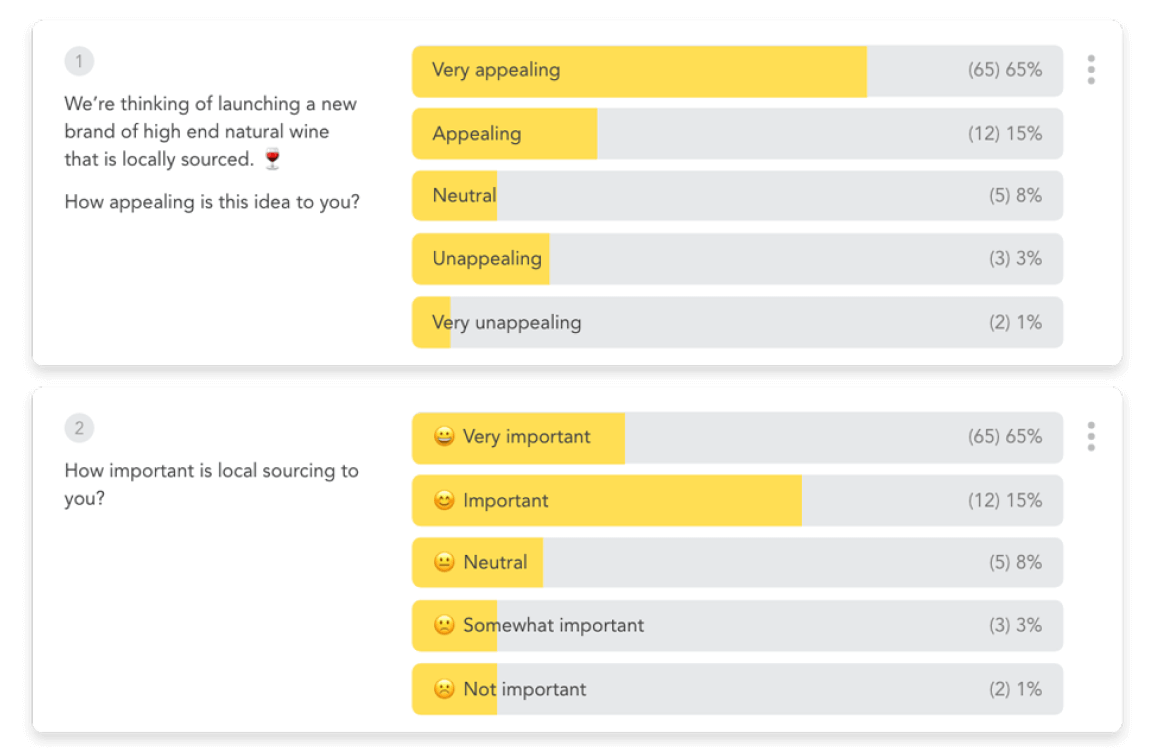 1
We’re thinking of launching a new
brand of high end natural wine
that is locally sourced. 🍷
How appealing is this idea to you?
Very appealing (65) 65%
Appealing (12) 15%
Neutral (5) 8%
Unappealing (3) 3%
Very unappealing (2) 1%
2
How important is local sourcing to
you?
😀 Very important (65) 65%
😊 Important (12) 15%
😐 Neutral (5) 8%
🙁 Somewhat important (3) 3%
☹️ Not important (2) 1%